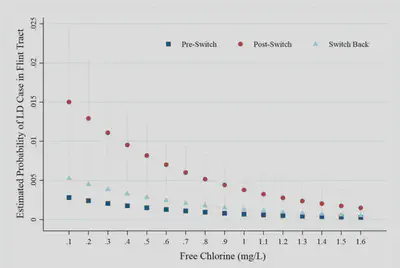 .025
Pre-Switch Post-Switch Switch Back
.02
.015
.01
.005
0
Estimated Probability of LD Case in Flint Tract
.1 .2 .3 .4 .5 .6 .7 .8 .9 1 1.1 1.2 1.3 1.4 1.5 1.6
Free Chlorine (mg/L)